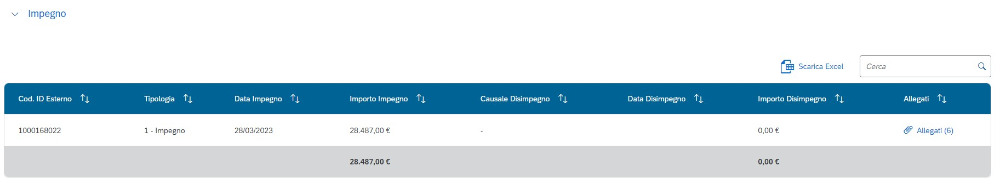 Impegno
Scarica Excel Cerca
Cod. ID Esterno Tipologia Data Impegno Importo Impegno Causale Disimpegno Data Disimpegno Importo Disimpegno Allegati
1000168022 1 - Impegno 28/03/2023 28.487,00 € - 0,00 € Allegati (6)
28.487,00 € 0,00 €